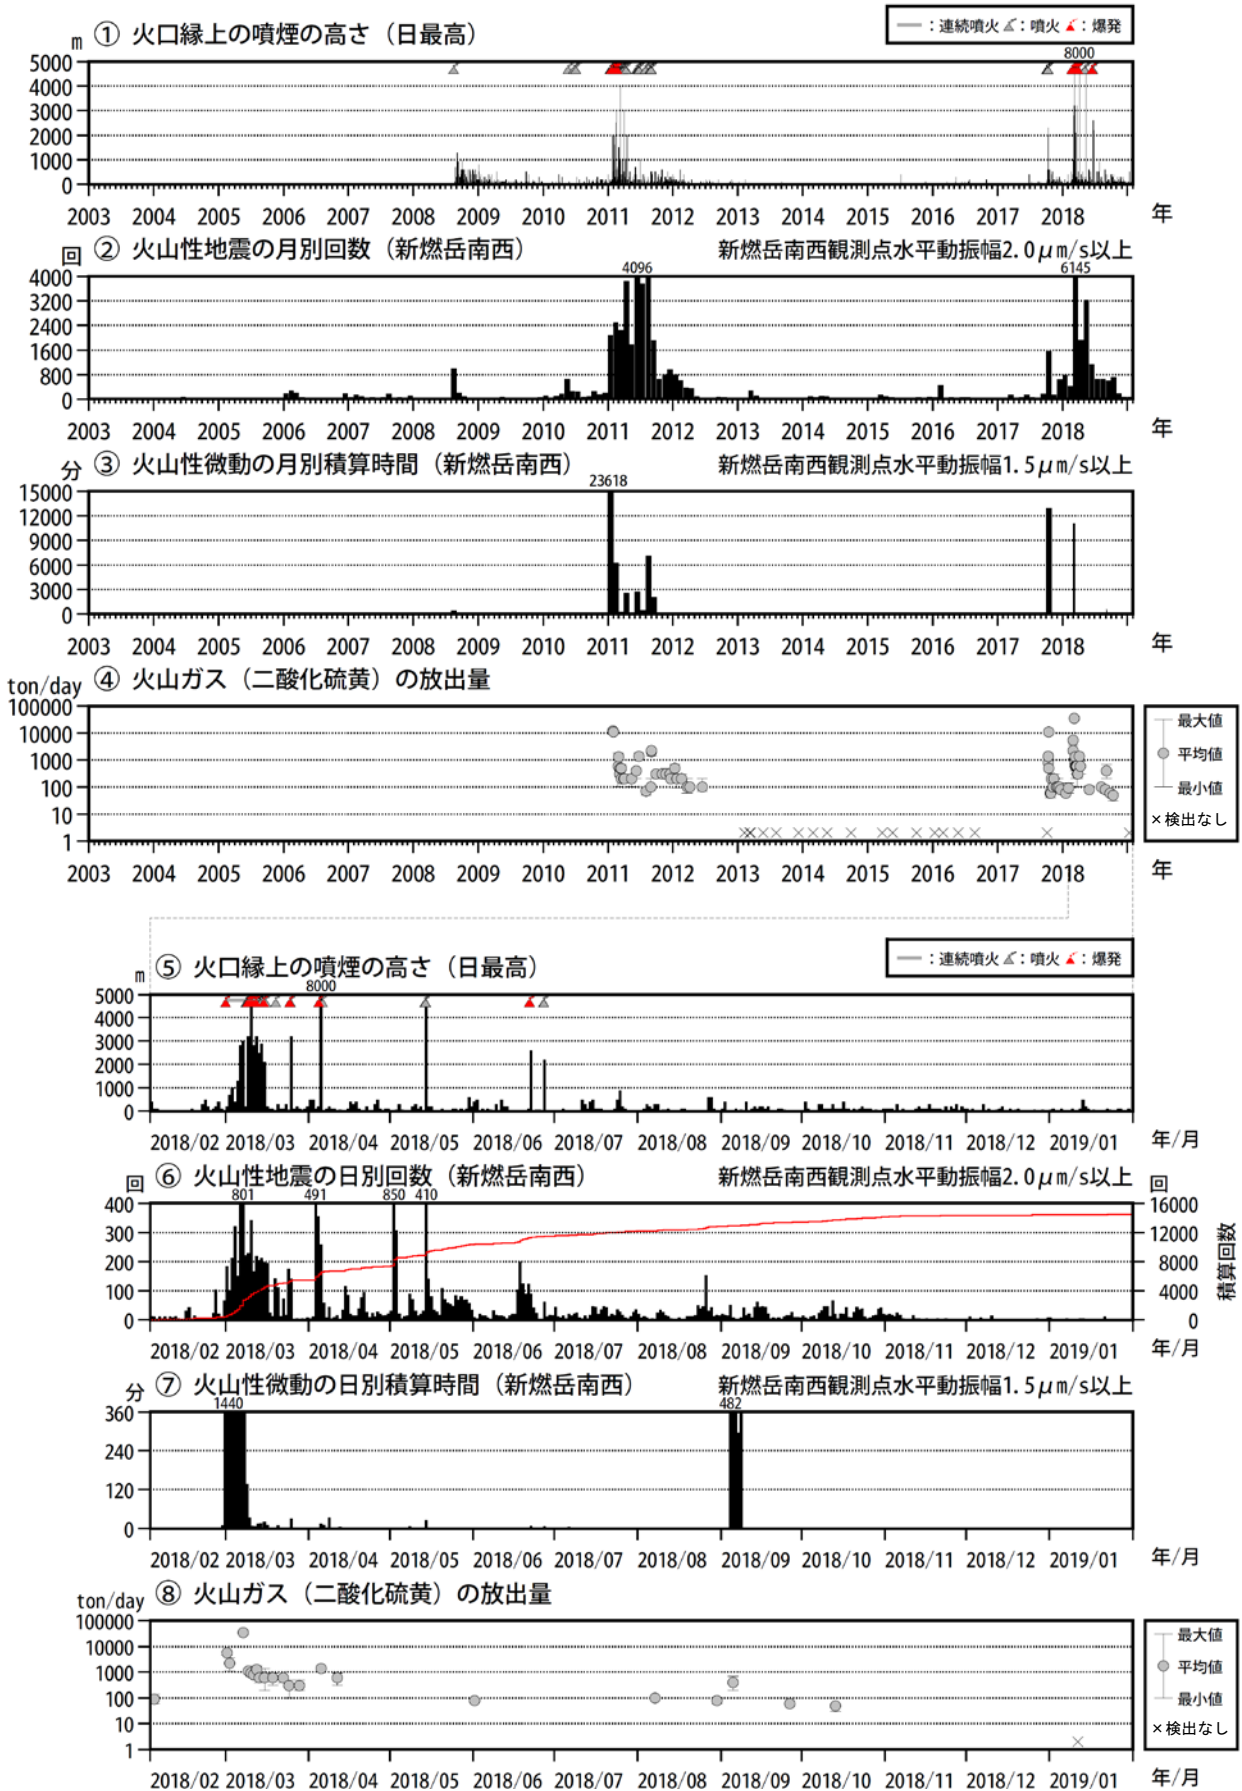 ① 火口縁上の噴煙の高さ（日最高）
：連続噴火 ：噴火 ：爆発
m
8000
5000
4000
3000
2000
1000
0
2003 2004 2005 2006 2007 2008 2009 2010 2011 2012 2013 2014 2015 2016 2017 2018 年
回 ② 火山性地震の月別回数（新燃岳南西） 新燃岳南西観測点水平動振幅2.0μm/s以上
4096 6145
4000
3200
2400
1600
800
0
2003 2004 2005 2006 2007 2008 2009 2010 2011 2012 2013 2014 2015 2016 2017 2018 年
分 ③ 火山性微動の月別積算時間（新燃岳南西） 新燃岳南西観測点水平動振幅1.5μm/s以上
23618
15000
12000
9000
6000
3000
0
2003 2004 2005 2006 2007 2008 2009 2010 2011 2012 2013 2014 2015 2016 2017 2018 年
ton/day ④ 火山ガス（二酸化硫黄）の放出量
100000
10000
1000
100
10
1
最大値
平均値
最小値
×検出なし
2003 2004 2005 2006 2007 2008 2009 2010 2011 2012 2013 2014 2015 2016 2017 2018 年
m ⑤ 火口縁上の噴煙の高さ（日最高）
：連続噴火 ：噴火 ：爆発
8000
5000
4000
3000
2000
1000
0
2018/02 2018/03 2018/04 2018/05 2018/06 2018/07 2018/08 2018/09 2018/10 2018/11 2018/12 2019/01 年/月
回 ⑥ 火山性地震の日別回数（新燃岳南西） 新燃岳南西観測点水平動振幅2.0μm/s以上 回
801 491 850 410
400
300
200
100
0
16000
12000
8000
4000
0
積算回数
2018/02 2018/03 2018/04 2018/05 2018/06 2018/07 2018/08 2018/09 2018/10 2018/11 2018/12 2019/01 年/月
分 ⑦ 火山性微動の日別積算時間（新燃岳南西） 新燃岳南西観測点水平動振幅1.5μm/s以上
1440 482
360
240
120
0
2018/02 2018/03 2018/04 2018/05 2018/06 2018/07 2018/08 2018/09 2018/10 2018/11 2018/12 2019/01 年/月
ton/day ⑧ 火山ガス（二酸化硫黄）の放出量
100000
10000
1000
100
10
1
最大値
平均値
最小値
×検出なし
2018/02 2018/03 2018/04 2018/05 2018/06 2018/07 2018/08 2018/09 2018/10 2018/11 2018/12 2019/01 年/月